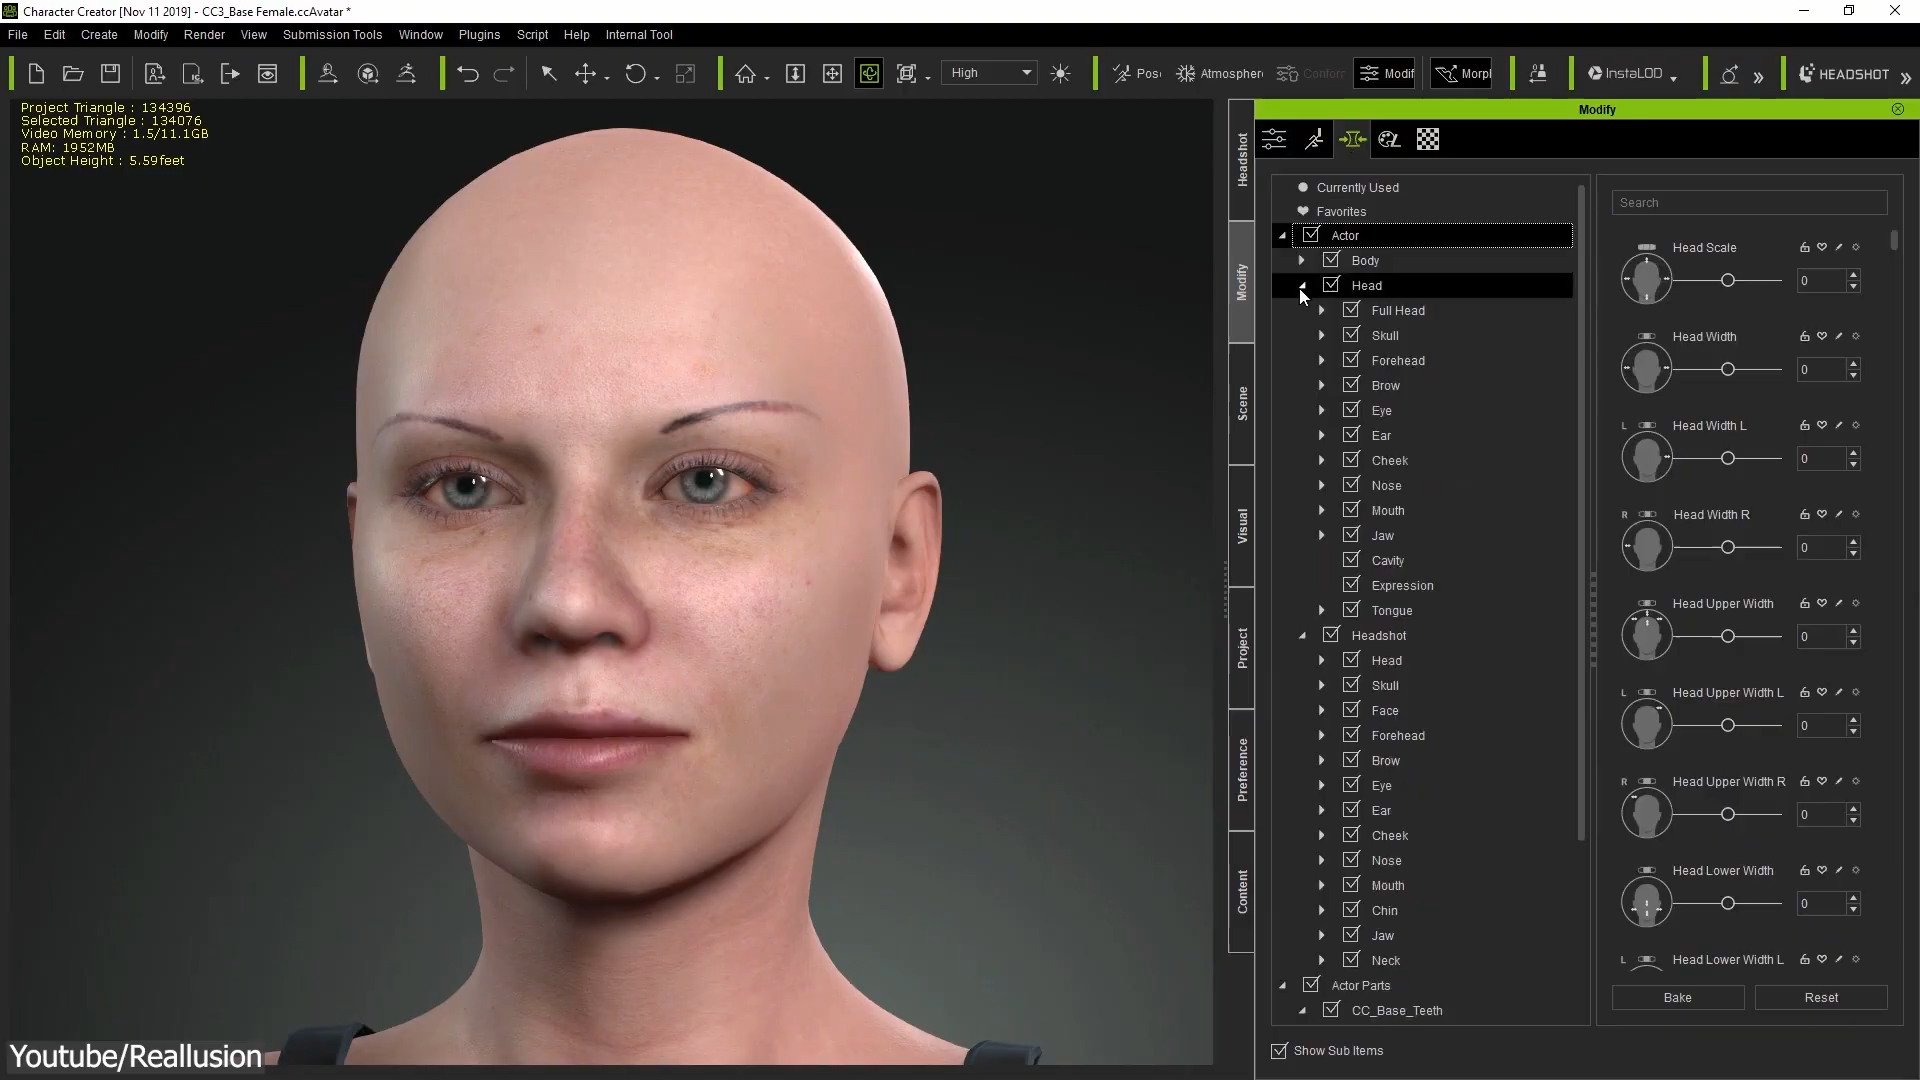 Character Creator [Nov 11 2019] - CC3_Base Female.ccAvatar *
File Edit Create Modify Render View Submission Tools Window Plugins Script Help Internal Tool
High Pos Atmospher Conform Modif Morpl InstaLOD HEADSHOT
Project Triangle : 134396
Selected Triangle : 134076
Video Memory : 1.5/11.1GB
RAM: 1952MB
Object Height : 5.59feet
Headshot
Modify
Scene
Visual
Project
Preference
Content
Modify
Currently Used
Favorites
Actor
Body
Head
Full Head
Skull
Forehead
Brow
Eye
Ear
Cheek
Nose
Mouth
Jaw
Cavity
Expression
Tongue
Headshot
Head
Skull
Face
Forehead
Brow
Eye
Ear
Cheek
Nose
Mouth
Chin
Jaw
Neck
Actor Parts
CC_Base_Teeth
Show Sub Items
Search
Head Scale
0
Head Width
0
L Head Width L
0
R Head Width R
0
Head Upper Width
0
L Head Upper Width L
0
R Head Upper Width R
0
Head Lower Width
0
L Head Lower Width L
Bake Reset
Youtube/Reallusion